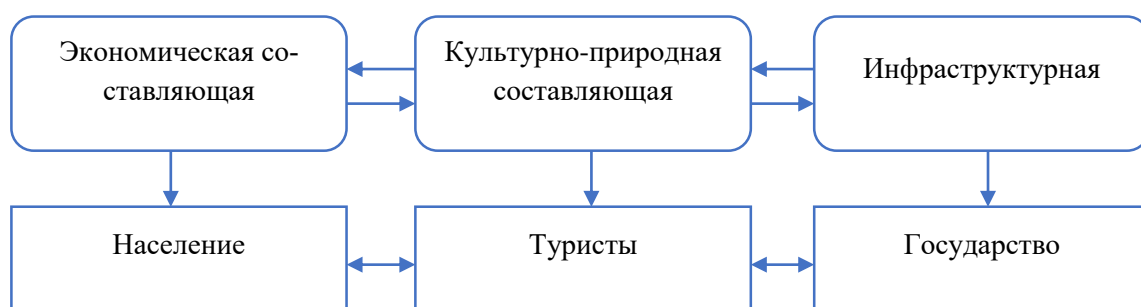 Экономическая со-
ставляющая
Культурно-природная
составляющая
Инфраструктурная
Население
Туристы
Государство